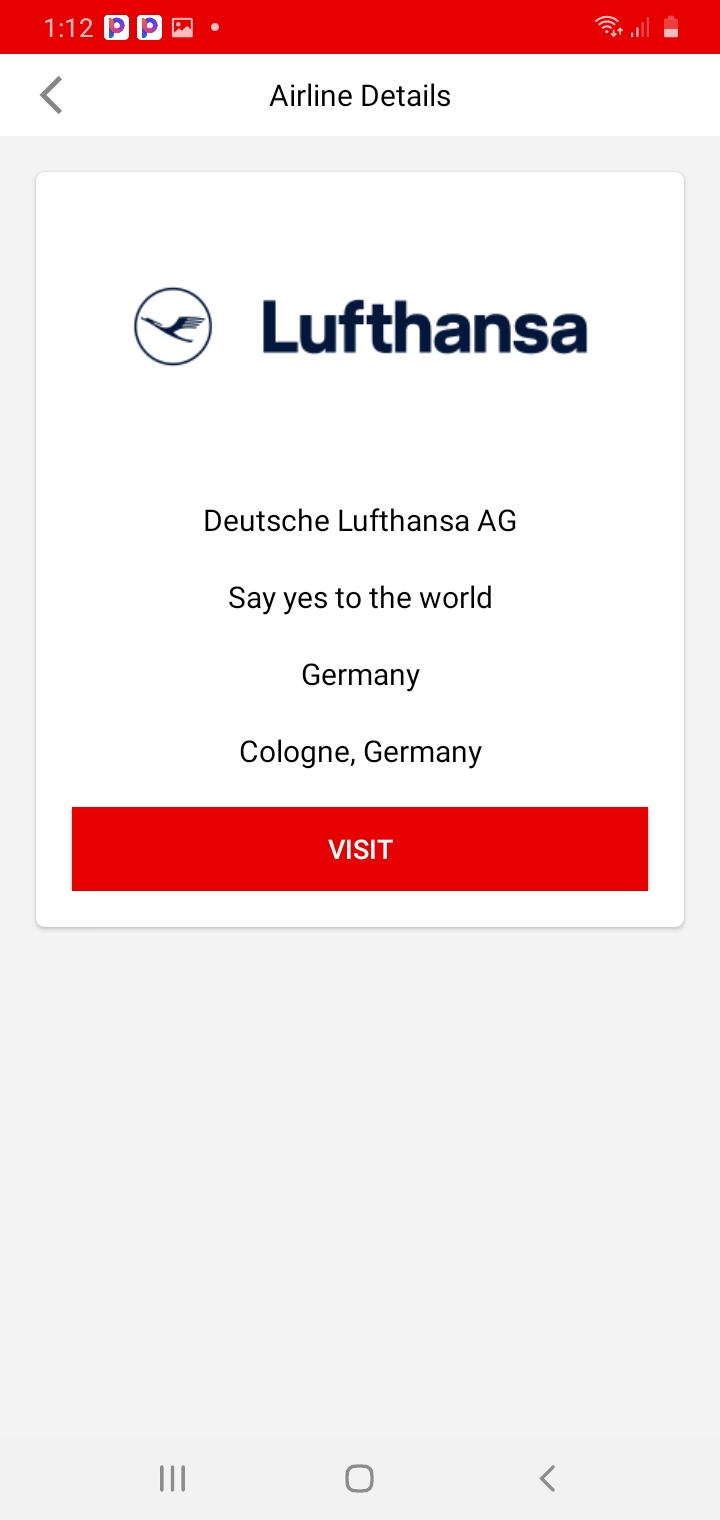 1:12
Airline Details
Lufthansa
Deutsche Lufthansa AG
Say yes to the world
Germany
Cologne, Germany
VISIT